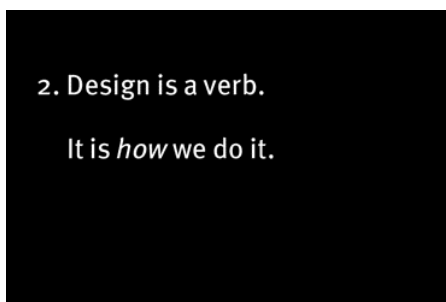 2. Design is a verb.
It is how we do it.